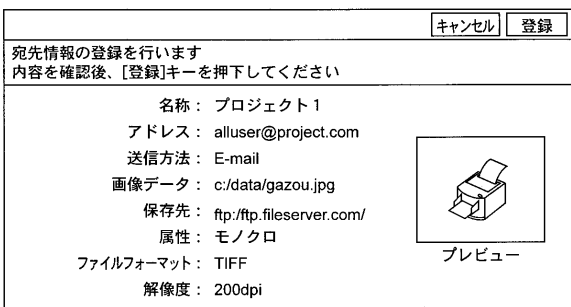 キャンセル 登録
宛先情報の登録を行います
内容を確認後、[登録]キーを押下してください
名称： プロジェクト1
アドレス： alluser@project.com
送信方法： E-mail
画像データ： c:/data/gazou.jpg
保存先： ftp:/ftp.fileserver.com/
属性： モノクロ
ファイルフォーマット： TIFF
解像度： 200dpi
プレビュー